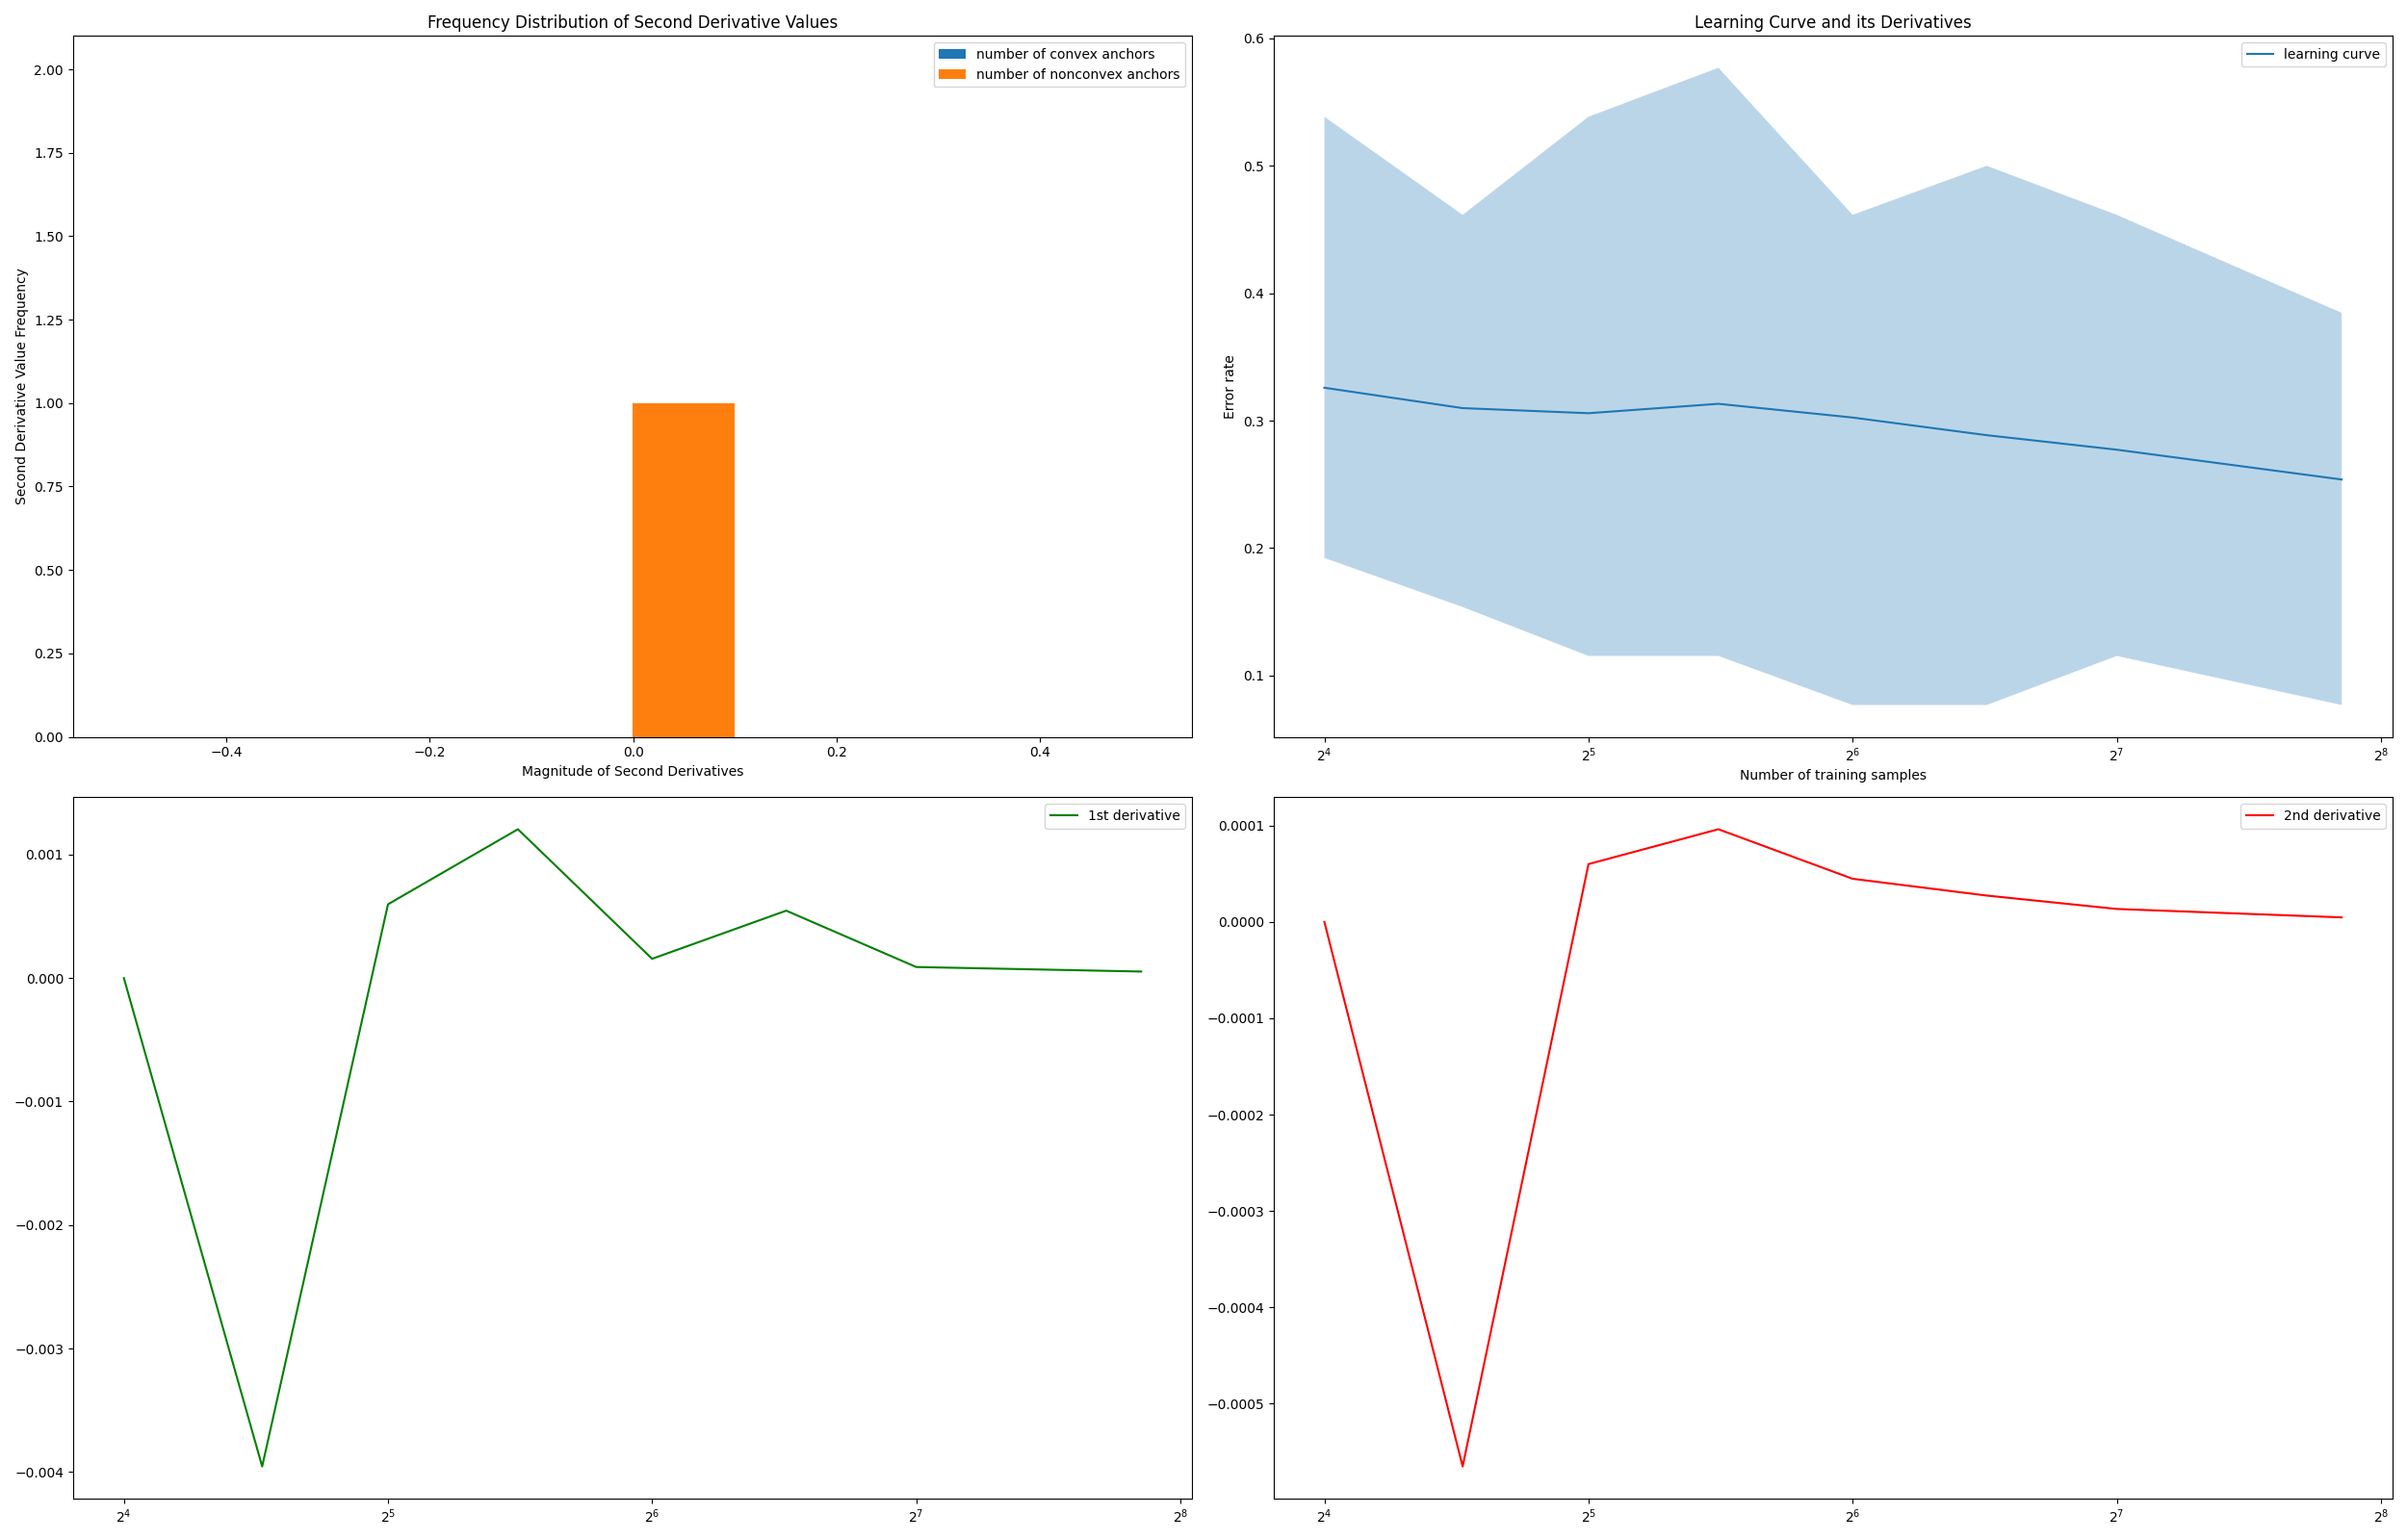 Frequency Distribution of Second Derivative Values
number of convex anchors
number of nonconvex anchors
2.00
1.75
1.50
1.25
1.00
0.75
0.50
0.25
0.00
Second Derivative Value Frequency
−0.4 −0.2 0.0 0.2 0.4
Magnitude of Second Derivatives
Learning Curve and its Derivatives
learning curve
0.6
0.5
0.4
0.3
0.2
0.1
Error rate
2⁴ 2⁵ 2⁶ 2⁷ 2⁸
Number of training samples
1st derivative
0.001
0.000
−0.001
−0.002
−0.003
−0.004
2⁴ 2⁵ 2⁶ 2⁷ 2⁸
2nd derivative
0.0001
0.0000
−0.0001
−0.0002
−0.0003
−0.0004
−0.0005
2⁴ 2⁵ 2⁶ 2⁷ 2⁸